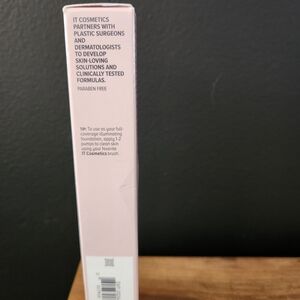 IT COSMETICS
PARTNERS WITH
PLASTIC SURGEONS
AND
DERMATOLOGISTS
TO DEVELOP
SKIN-LOVING
SOLUTIONS AND
CLINICALLY TESTED
FORMULAS.
PARABEN FREE
TIP: To use as your full-
coverage illuminating
foundation, apply 1-2
pumps to clean skin
using your favorite
IT Cosmetics brush.